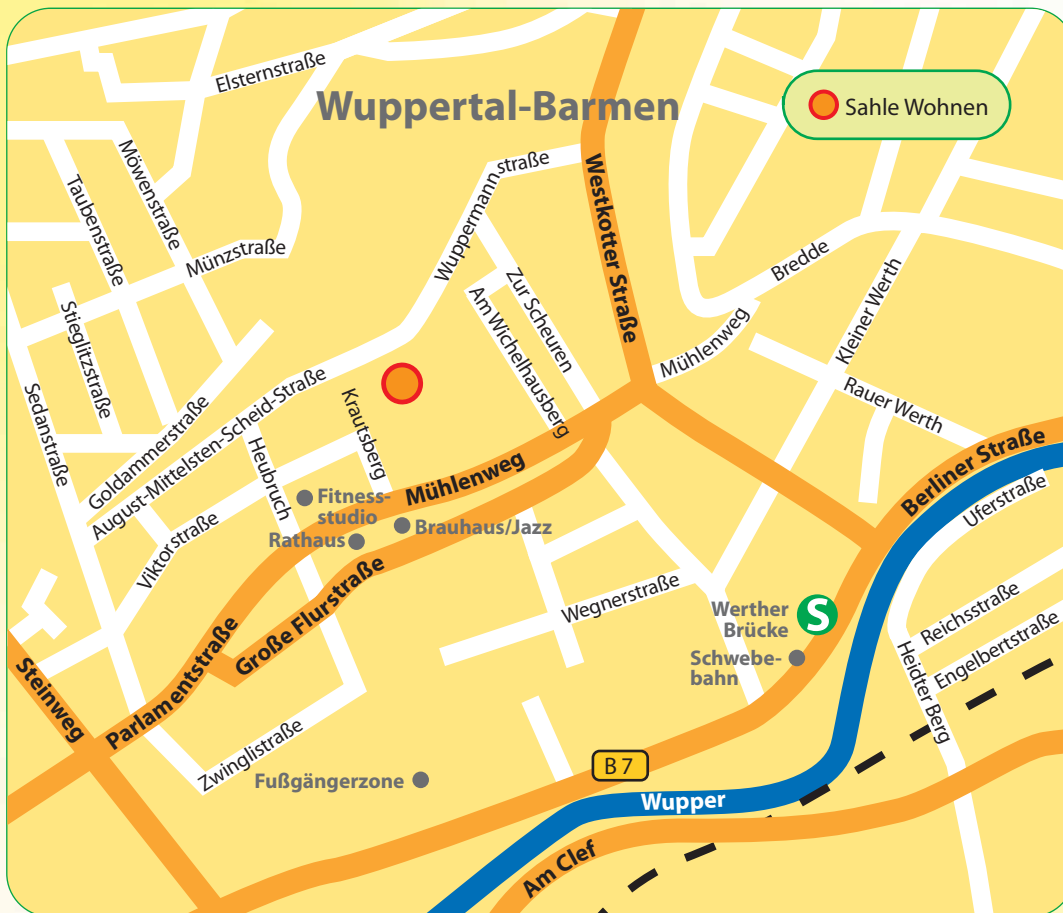 Elsternstraße
Wuppertal-Barmen
Sahle Wohnen
Möwenstraße
Taubenstraße
Münzstraße
Stieglitzstraße
Sedanstraße
Wuppermannstraße
Westkotter Straße
Zur Scheuren
Am Wichelhausberg
Bredde
Mühlenweg
Kleiner Werth
Rauer Werth
Goldammerstraße
August-Mittelsten-Scheid-Straße
Krautsberg
Heubruch
Viktorstraße
Mühlenweg
Fitness-
studio
Rathaus
Brauhaus/Jazz
Berliner Straße
Uferstraße
Große Flurstraße
Parlamentstraße
Steinweg
Wegnerstraße
Werther
Brücke
S
Schwebe-
bahn
Reichsstraße
Engelbertstraße
Heidter Berg
Zwinglistraße
Fußgängerzone
B 7
Wupper
Am Clef